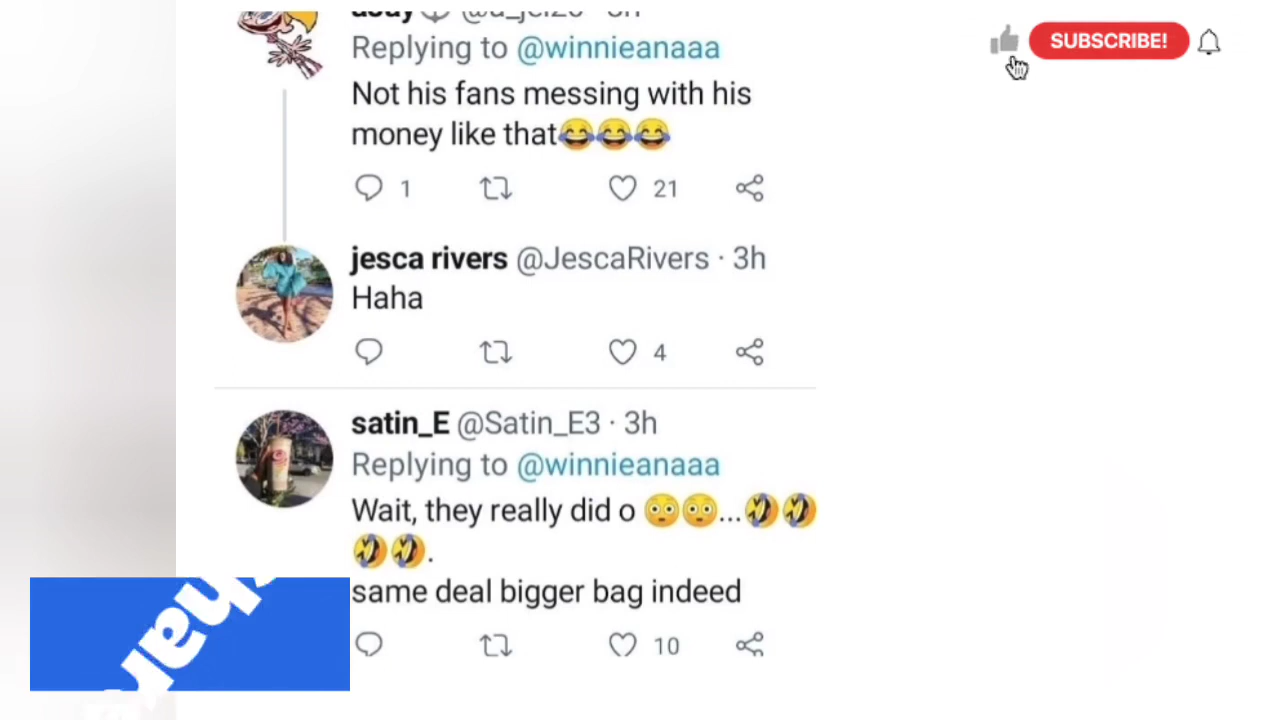 Replying to @winnieanaaa
SUBSCRIBE!
Not his fans messing with his
money like that😂😂😂
1 21
jesca rivers @JescaRivers · 3h
Haha
4
satin_E @Satin_E3 · 3h
Replying to @winnieanaaa
Wait, they really did o 😳😳...🤣🤣
🤣🤣.
same deal bigger bag indeed
10